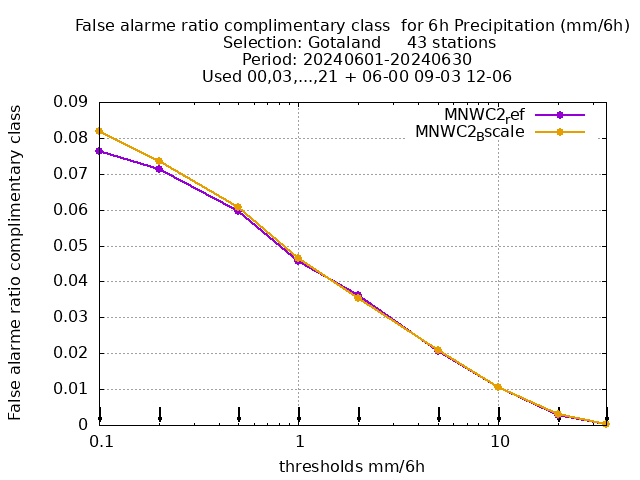 False alarme ratio complimentary class  for 6h Precipitation (mm/6h)
Selection: Gotaland     43 stations
Period: 20240601-20240630
Used 00,03,...,21 + 06-00 09-03 12-06
MNWC2ref
MNWC2Bscale
0.09
0.08
0.07
0.06
0.05
0.04
0.03
0.02
0.01
0
False alarme ratio complimentary class
0.1 1 10
thresholds mm/6h